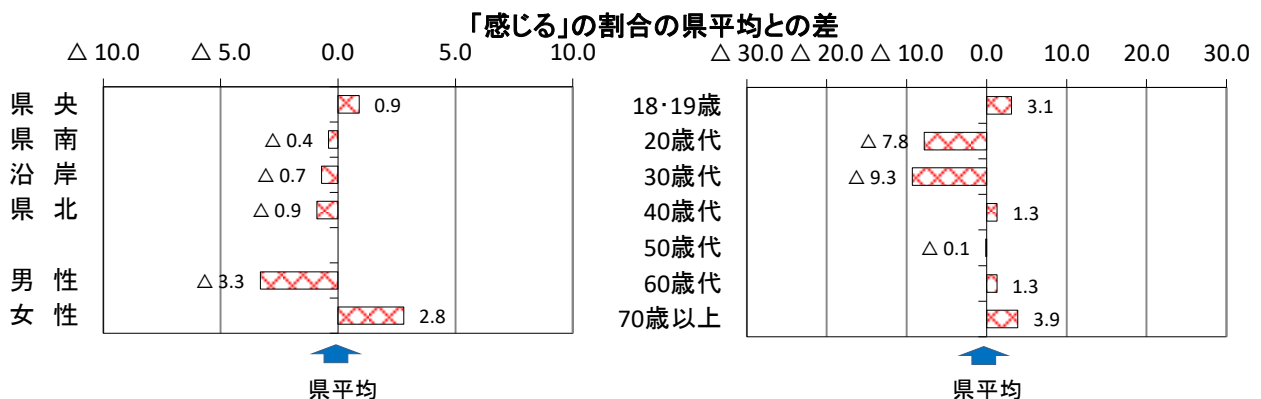 「感じる」の割合の県平均との差
△ 10.0 △ 5.0 0.0 5.0 10.0
県 央 0.9
県 南 △ 0.4
沿 岸 △ 0.7
県 北 △ 0.9
男 性 △ 3.3
女 性 2.8
県平均
△ 30.0 △ 20.0 △ 10.0 0.0 10.0 20.0 30.0
18･19歳 3.1
20歳代 △ 7.8
30歳代 △ 9.3
40歳代 1.3
50歳代 △ 0.1
60歳代 1.3
70歳以上 3.9
県平均